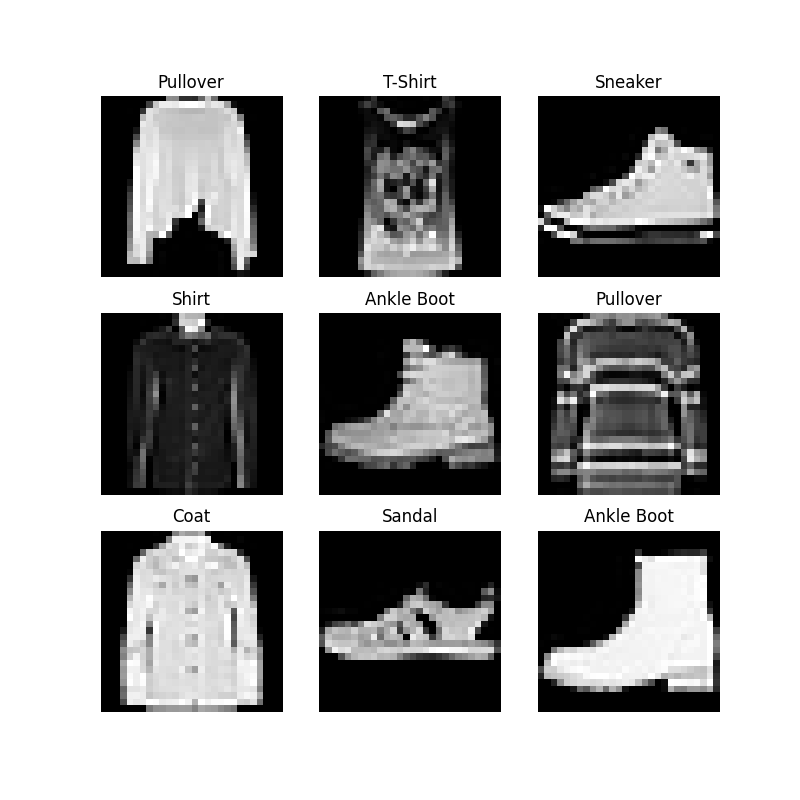 Pullover
T-Shirt
Sneaker
Shirt
Ankle Boot
Pullover
Coat
Sandal
Ankle Boot